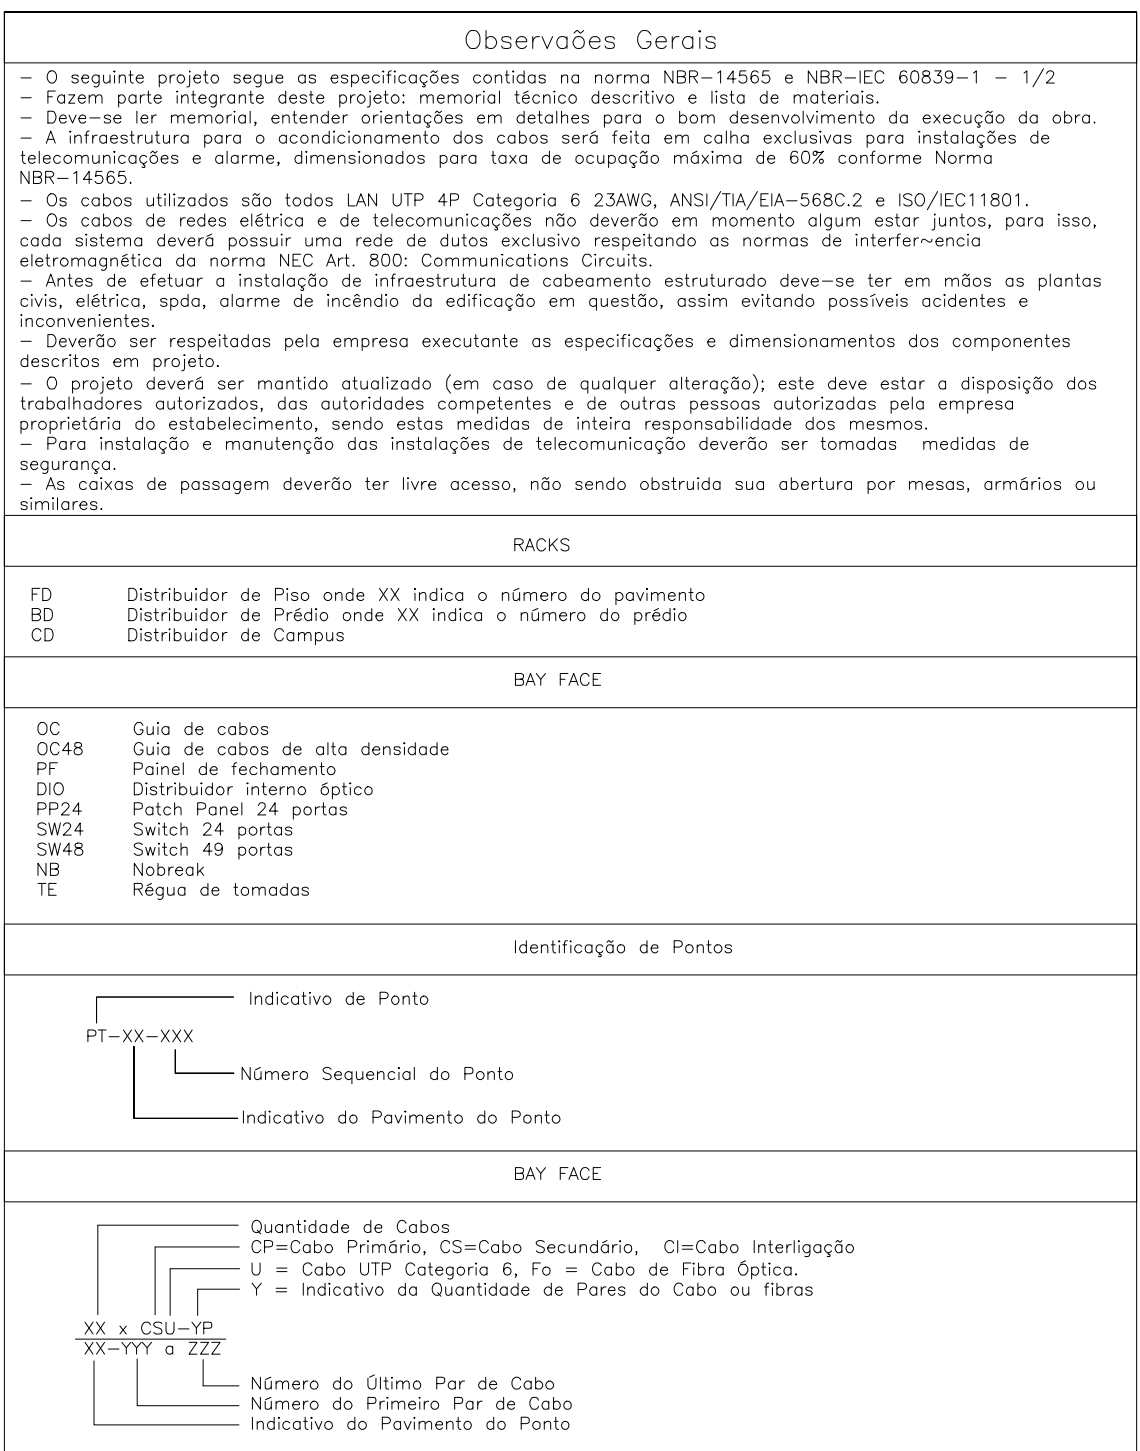 Observaões Gerais
– O seguinte projeto segue as especificações contidas na norma NBR–14565 e NBR–IEC 60839–1 – 1/2
– Fazem parte integrante deste projeto: memorial técnico descritivo e lista de materiais.
– Deve–se ler memorial, entender orientações em detalhes para o bom desenvolvimento da execução da obra.
– A infraestrutura para o acondicionamento dos cabos será feita em calha exclusivas para instalações de
telecomunicações e alarme, dimensionados para taxa de ocupação máxima de 60% conforme Norma
NBR–14565.
– Os cabos utilizados são todos LAN UTP 4P Categoria 6 23AWG, ANSI/TIA/EIA–568C.2 e ISO/IEC11801.
– Os cabos de redes elétrica e de telecomunicações não deverão em momento algum estar juntos, para isso,
cada sistema deverá possuir uma rede de dutos exclusivo respeitando as normas de interfer~encia
eletromagnética da norma NEC Art. 800: Communications Circuits.
– Antes de efetuar a instalação de infraestrutura de cabeamento estruturado deve–se ter em mãos as plantas
civis, elétrica, spda, alarme de incêndio da edificação em questão, assim evitando possíveis acidentes e
inconvenientes.
– Deverão ser respeitadas pela empresa executante as especificações e dimensionamentos dos componentes
descritos em projeto.
– O projeto deverá ser mantido atualizado (em caso de qualquer alteração); este deve estar a disposição dos
trabalhadores autorizados, das autoridades competentes e de outras pessoas autorizadas pela empresa
proprietária do estabelecimento, sendo estas medidas de inteira responsabilidade dos mesmos.
– Para instalação e manutenção das instalações de telecomunicação deverão ser tomadas medidas de
segurança.
– As caixas de passagem deverão ter livre acesso, não sendo obstruida sua abertura por mesas, armários ou
similares.
RACKS
FD Distribuidor de Piso onde XX indica o número do pavimento
BD Distribuidor de Prédio onde XX indica o número do prédio
CD Distribuidor de Campus
BAY FACE
OC Guia de cabos
OC48 Guia de cabos de alta densidade
PF Painel de fechamento
DIO Distribuidor interno óptico
PP24 Patch Panel 24 portas
SW24 Switch 24 portas
SW48 Switch 49 portas
NB Nobreak
TE Régua de tomadas
Identificação de Pontos
Indicativo de Ponto
PT–XX–XXX
Número Sequencial do Ponto
Indicativo do Pavimento do Ponto
BAY FACE
Quantidade de Cabos
CP=Cabo Primário, CS=Cabo Secundário, CI=Cabo Interligação
U = Cabo UTP Categoria 6, Fo = Cabo de Fibra Óptica.
Y = Indicativo da Quantidade de Pares do Cabo ou fibras
XX x CSU–YP
XX–YYY a ZZZ
Número do Último Par de Cabo
Número do Primeiro Par de Cabo
Indicativo do Pavimento do Ponto